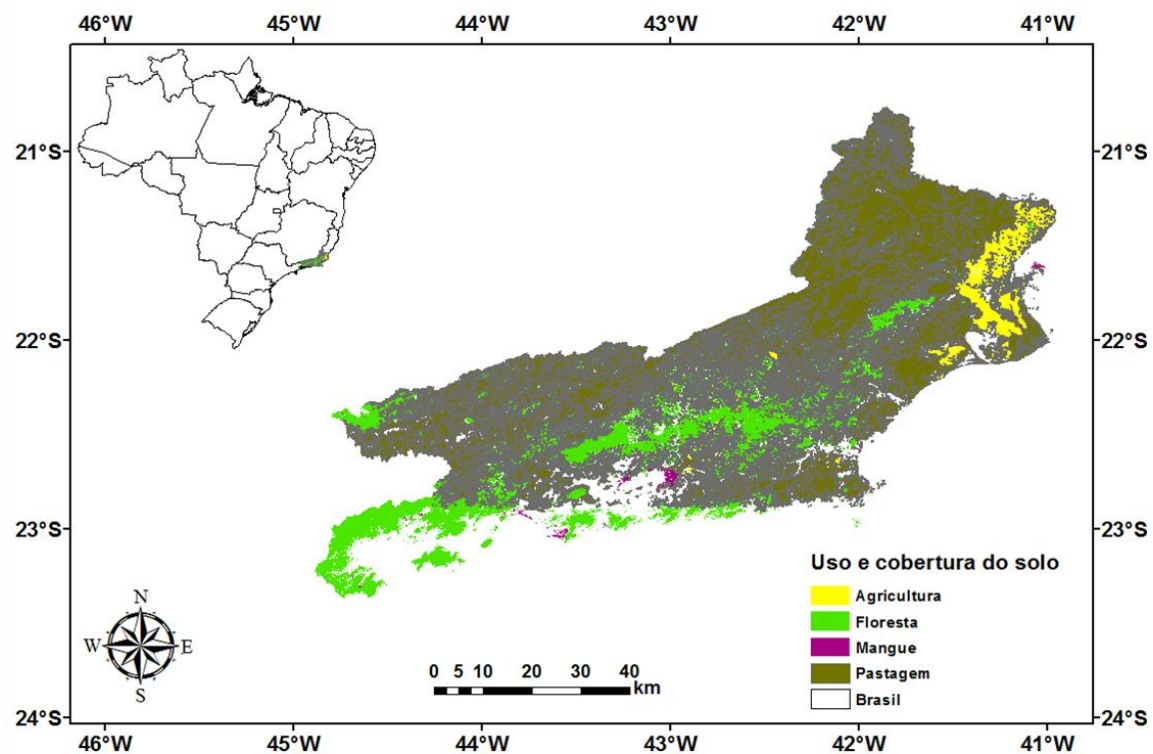 46°W 45°W 44°W 43°W 42°W 41°W
21°S 21°S
22°S 22°S
23°S 23°S
Uso e cobertura do solo
Agricultura
Floresta
Mangue
Pastagem
Brasil
N
W E
S
0 5 10 20 30 40
km
24°S 24°S
46°W 45°W 44°W 43°W 42°W 41°W